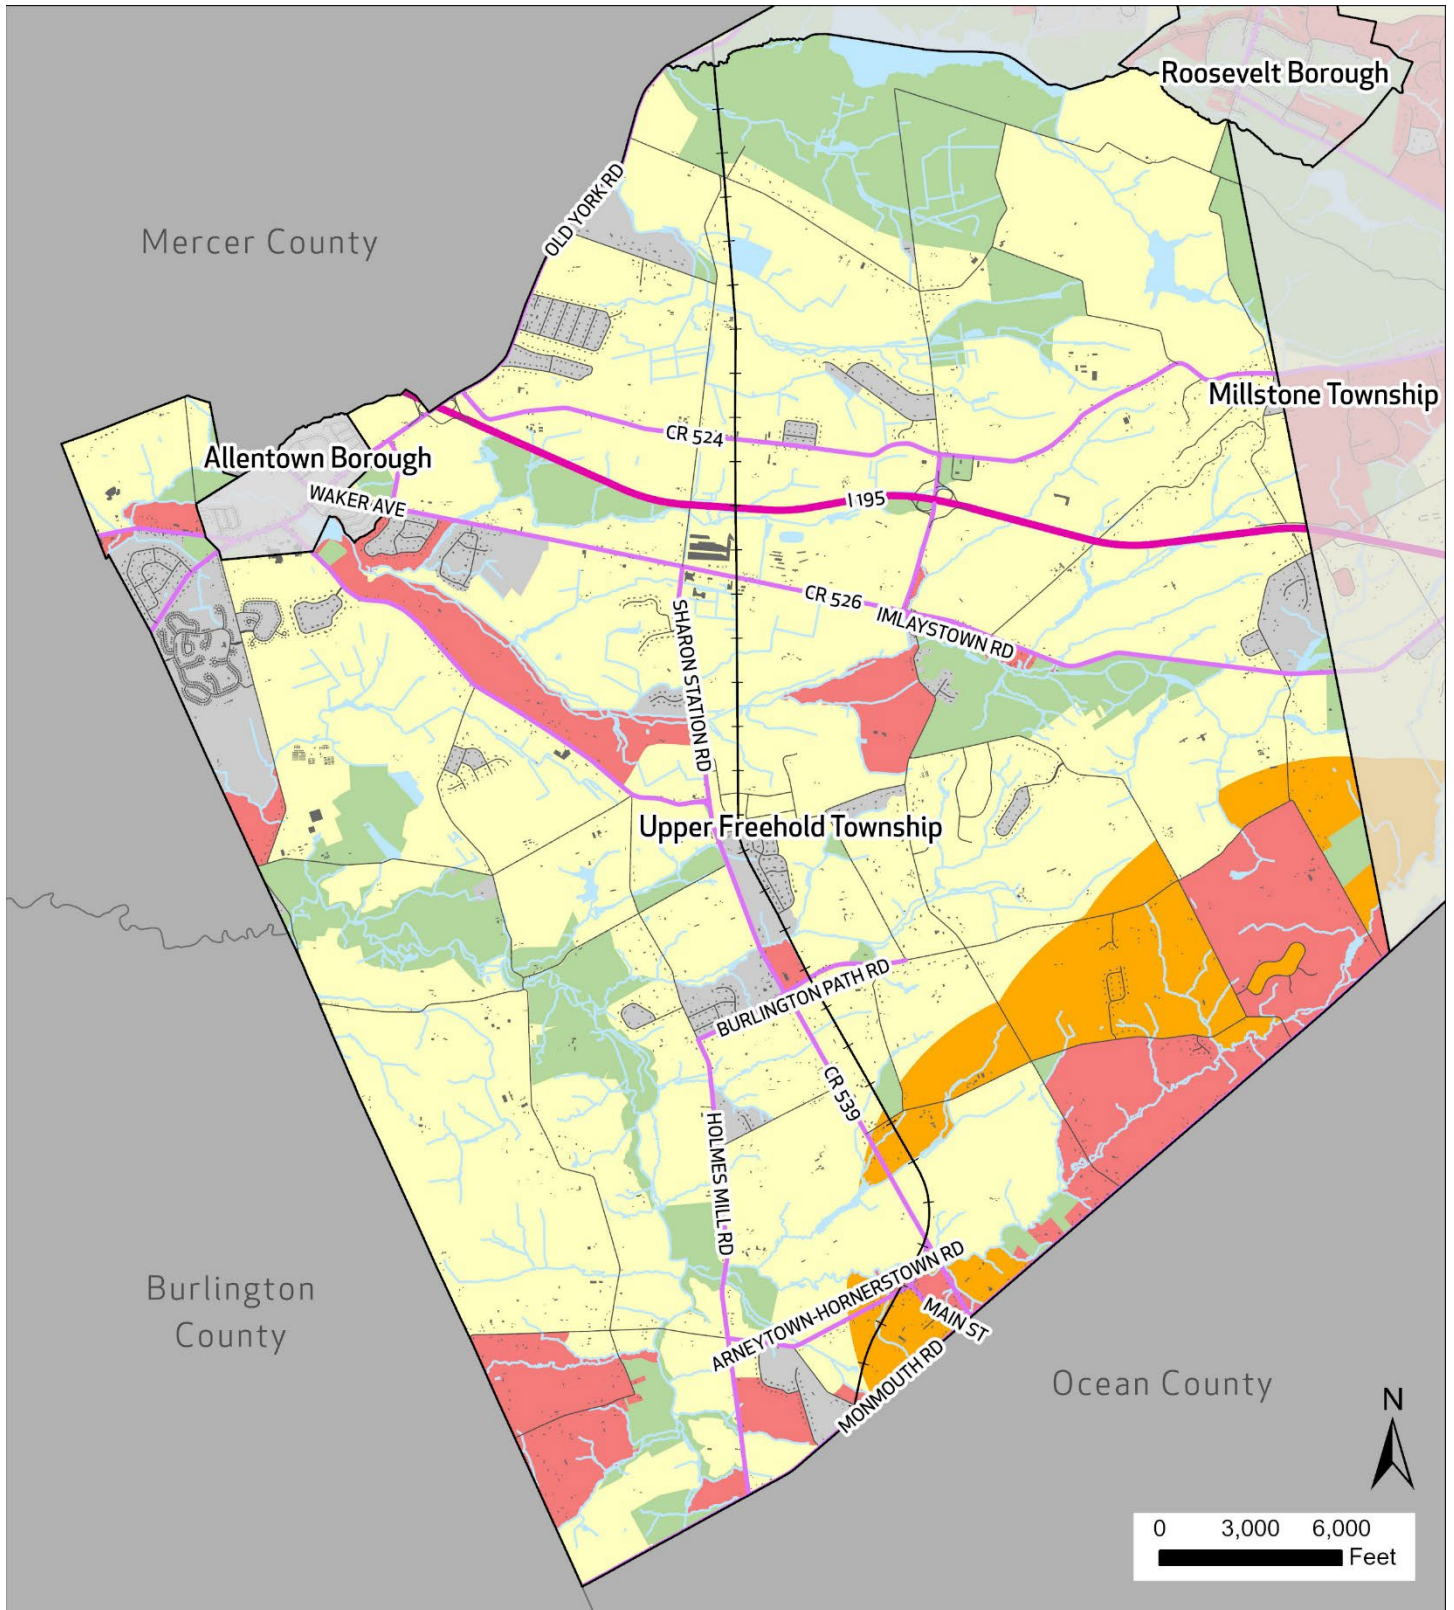 Roosevelt Borough
OLD YORK RD
Mercer County
Millstone Township
CR 524
Allentown Borough
WAKER AVE
I 195
CR 526
IMLAYSTOWN RD
SHARON STATION RD
Upper Freehold Township
BURLINGTON PATH RD
CR 539
HOLMES MILL RD
ARNEYTOWN-HORNERSTOWN RD
MAIN ST
MONMOUTH RD
Burlington
County
Ocean County
N
0 3,000 6,000
Feet